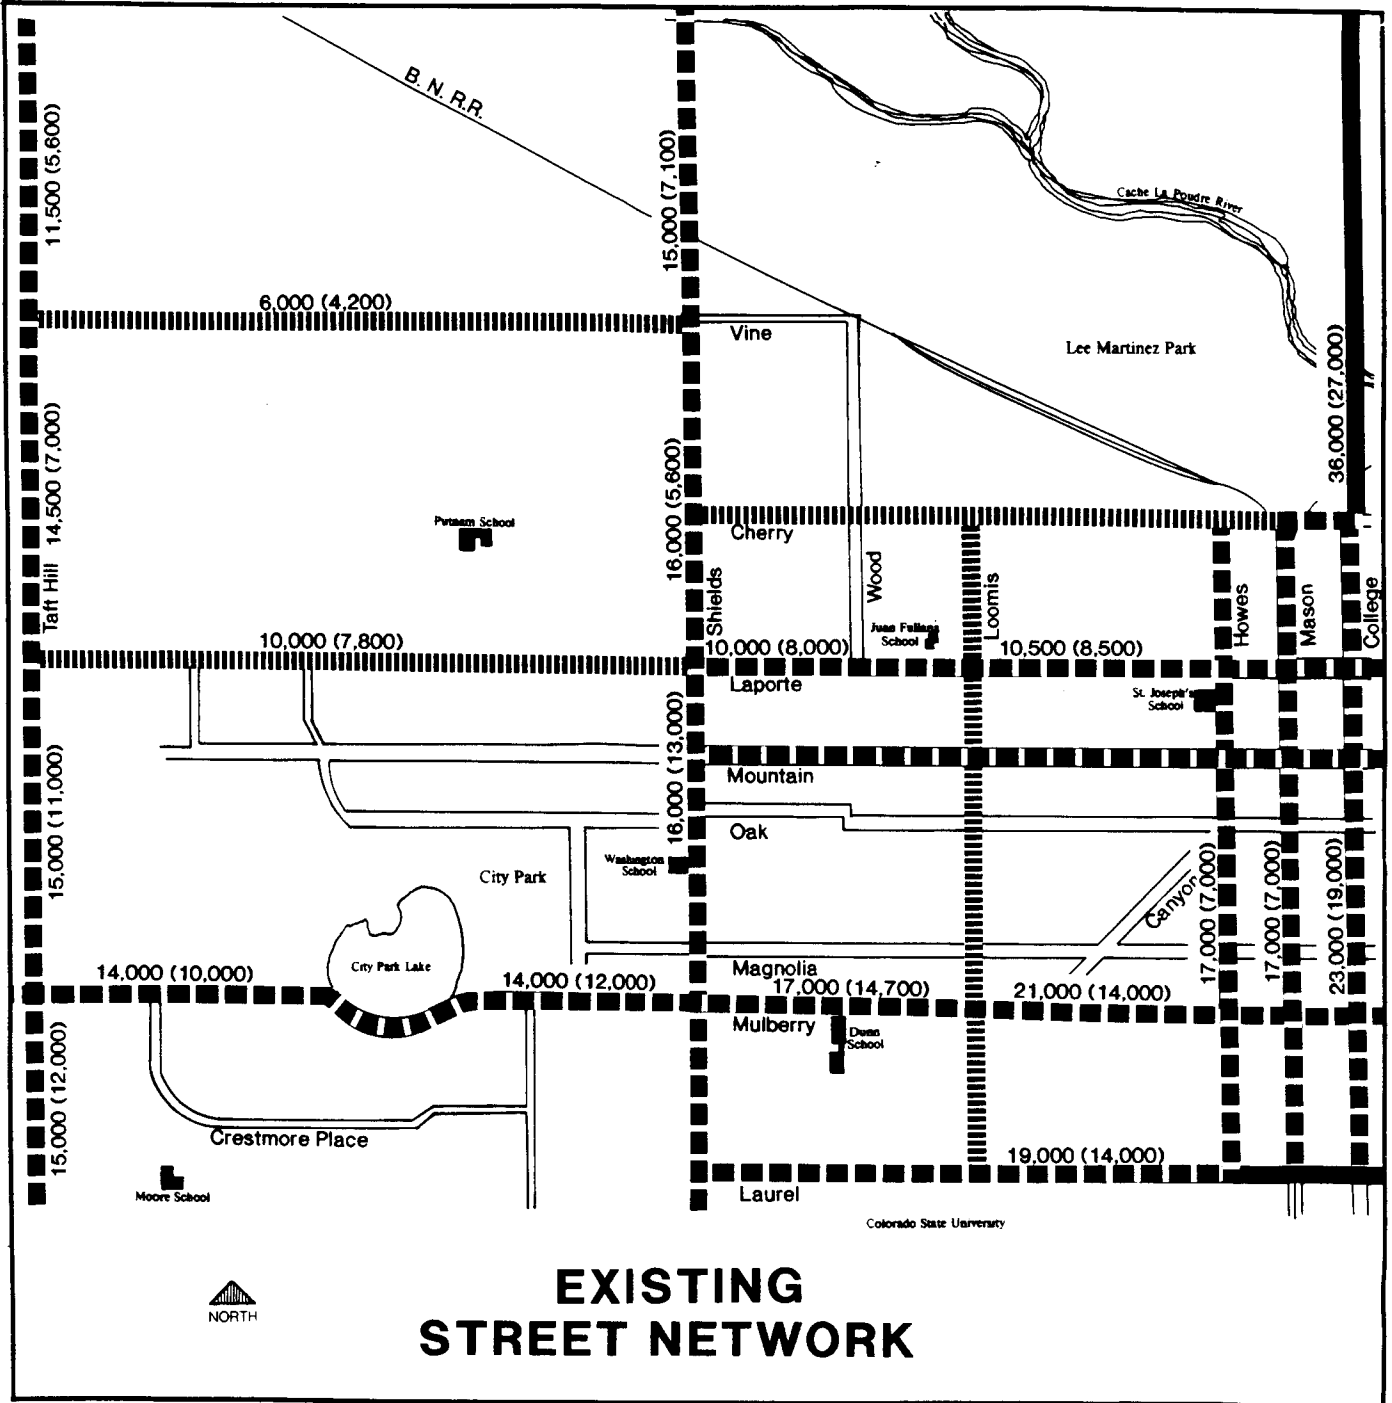 B. N. R.R.
11,500 (5,600)
15,000 (7,100)
Cache La Poudre River
6,000 (4,200)
Vine
Lee Martinez Park
36,000 (27,000)
14,500 (7,000)
16,000 (5,600)
Putnam School
Cherry
Taft Hill
Shields
Wood
Loomis
Howes
Mason
College
Juan Fullana
School
10,000 (7,800)
10,000 (8,000)
10,500 (8,500)
Laporte
St. Joseph's
School
16,000 (13,000)
Mountain
15,000 (11,000)
Oak
Washington
School
City Park
Canyon
17,000 (7,000)
17,000 (7,000)
23,000 (19,000)
City Park Lake
14,000 (10,000)
14,000 (12,000)
Magnolia
17,000 (14,700)
21,000 (14,000)
Mulberry
Dunn
School
15,000 (12,000)
Crestmore Place
19,000 (14,000)
Moore School
Laurel
Colorado State University
NORTH
EXISTING
STREET NETWORK